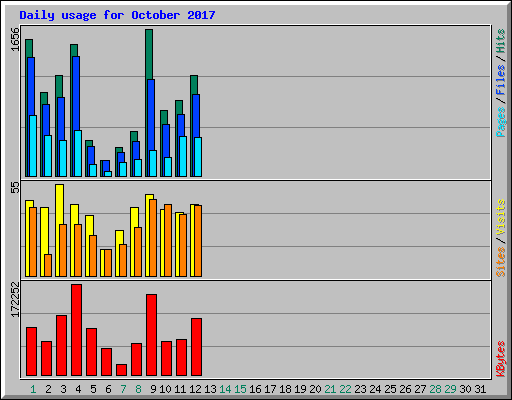 Daily usage for October 2017
1656
Pages / Files / Hits
55
Sites / Visits
172252
KBytes
1 2 3 4 5 6 7 8 9 10 11 12 13 14 15 16 17 18 19 20 21 22 23 24 25 26 27 28 29 30 31